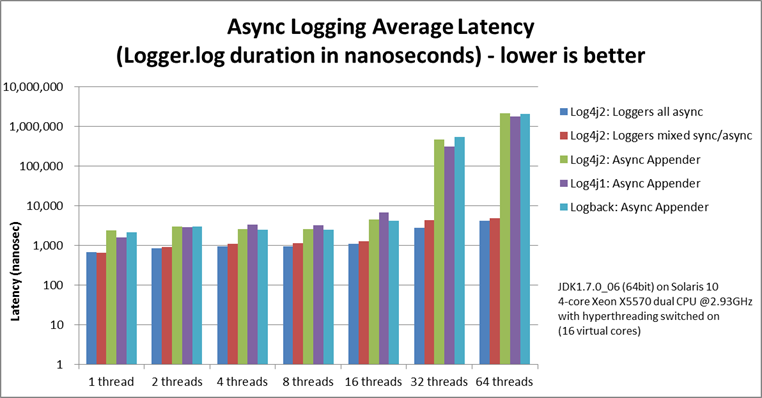 Async Logging Average Latency
(Logger.log duration in nanoseconds) - lower is better
Latency (nanosec)
10,000,000
1,000,000
100,000
10,000
1,000
100
10
1
1 thread
2 threads
4 threads
8 threads
16 threads
32 threads
64 threads
Log4j2: Loggers all async
Log4j2: Loggers mixed sync/async
Log4j2: Async Appender
Log4j1: Async Appender
Logback: Async Appender
JDK1.7.0_06 (64bit) on Solaris 10
4-core Xeon X5570 dual CPU @2.93GHz
with hyperthreading switched on
(16 virtual cores)